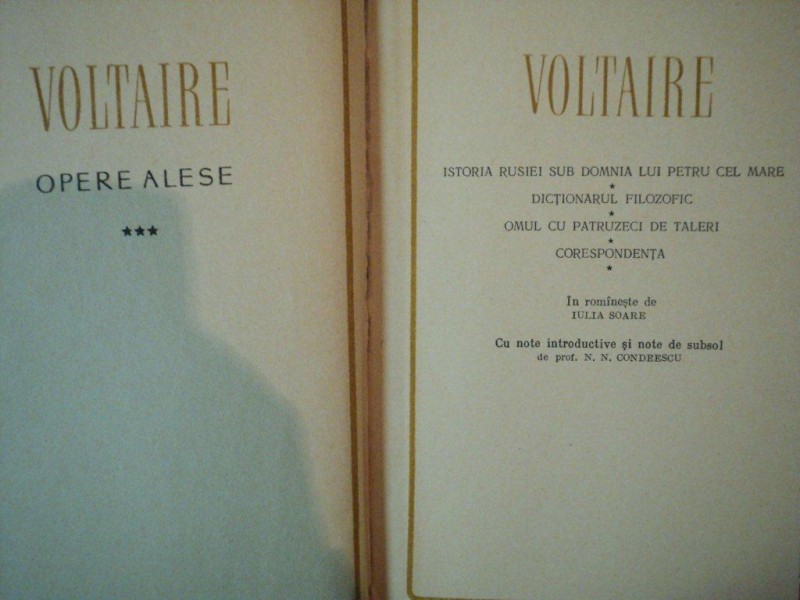 VOLTAIRE
OPERE ALESE
★★★
VOLTAIRE
ISTORIA RUSIEI SUB DOMNIA LUI PETRU CEL MARE
★
DICȚIONARUL FILOZOFIC
★
OMUL CU PATRUZECI DE TALERI
★
CORESPONDENȚA
★
In romînește de
IULIA SOARE
Cu note introductive și note de subsol
de prof. N. N. CONDEESCU